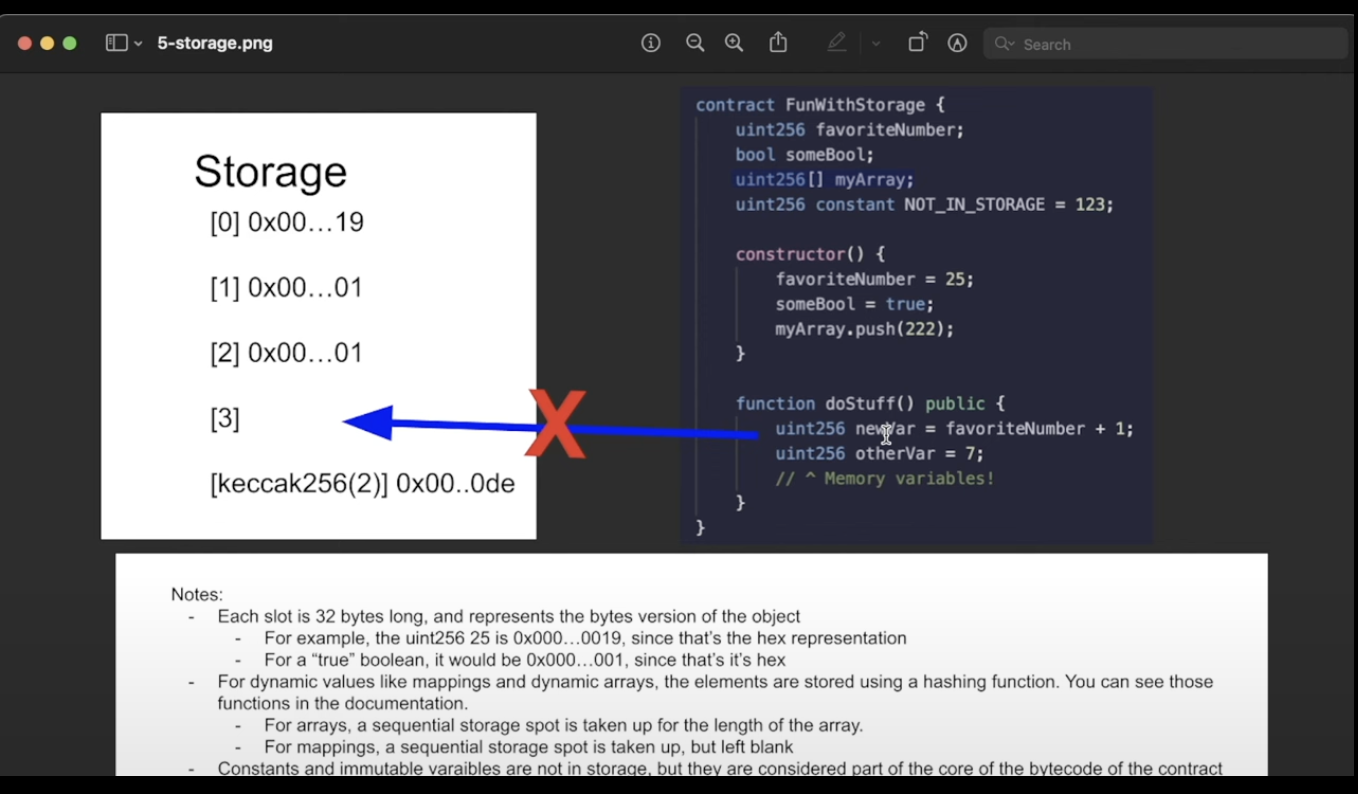 5-storage.png
Search
Storage
[0] 0x00…19
[1] 0x00…01
[2] 0x00…01
[3]
[keccak256(2)] 0x00..0de
contract FunWithStorage {
uint256 favoriteNumber;
bool someBool;
uint256[] myArray;
uint256 constant NOT_IN_STORAGE = 123;
constructor() {
favoriteNumber = 25;
someBool = true;
myArray.push(222);
}
function doStuff() public {
uint256 newVar = favoriteNumber + 1;
uint256 otherVar = 7;
// ^ Memory variables!
}
}
Notes:
- Each slot is 32 bytes long, and represents the bytes version of the object
- For example, the uint256 25 is 0x000…0019, since that's the hex representation
- For a “true” boolean, it would be 0x000…001, since that's it's hex
- For dynamic values like mappings and dynamic arrays, the elements are stored using a hashing function. You can see those
functions in the documentation.
- For arrays, a sequential storage spot is taken up for the length of the array.
- For mappings, a sequential storage spot is taken up, but left blank
- Constants and immutable varaibles are not in storage, but they are considered part of the core of the bytecode of the contract